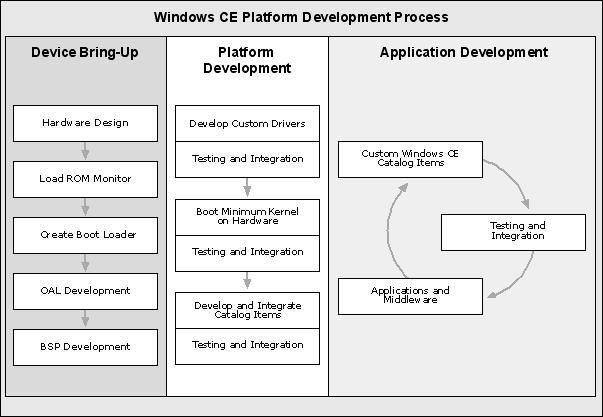 Windows CE Platform Development Process
Device Bring-Up
Hardware Design
Load ROM Monitor
Create Boot Loader
OAL Development
BSP Development
Platform
Development
Develop Custom Drivers
Testing and Integration
Boot Minimum Kernel
on Hardware
Testing and Integration
Develop and Integrate
Catalog Items
Testing and Integration
Application Development
Custom Windows CE
Catalog Items
Testing and
Integration
Applications and
Middleware